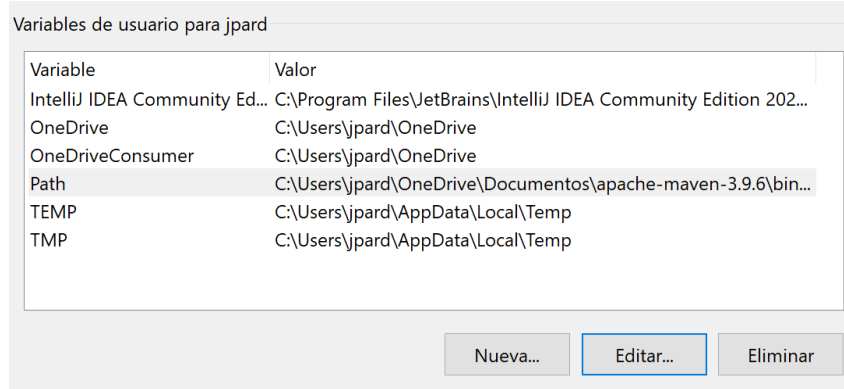 Variables de usuario para jpard
Variable Valor
IntelliJ IDEA Community Ed... C:\Program Files\JetBrains\IntelliJ IDEA Community Edition 202...
OneDrive C:\Users\jpard\OneDrive
OneDriveConsumer C:\Users\jpard\OneDrive
Path C:\Users\jpard\OneDrive\Documentos\apache-maven-3.9.6\bin...
TEMP C:\Users\jpard\AppData\Local\Temp
TMP C:\Users\jpard\AppData\Local\Temp
Nueva... Editar... Eliminar